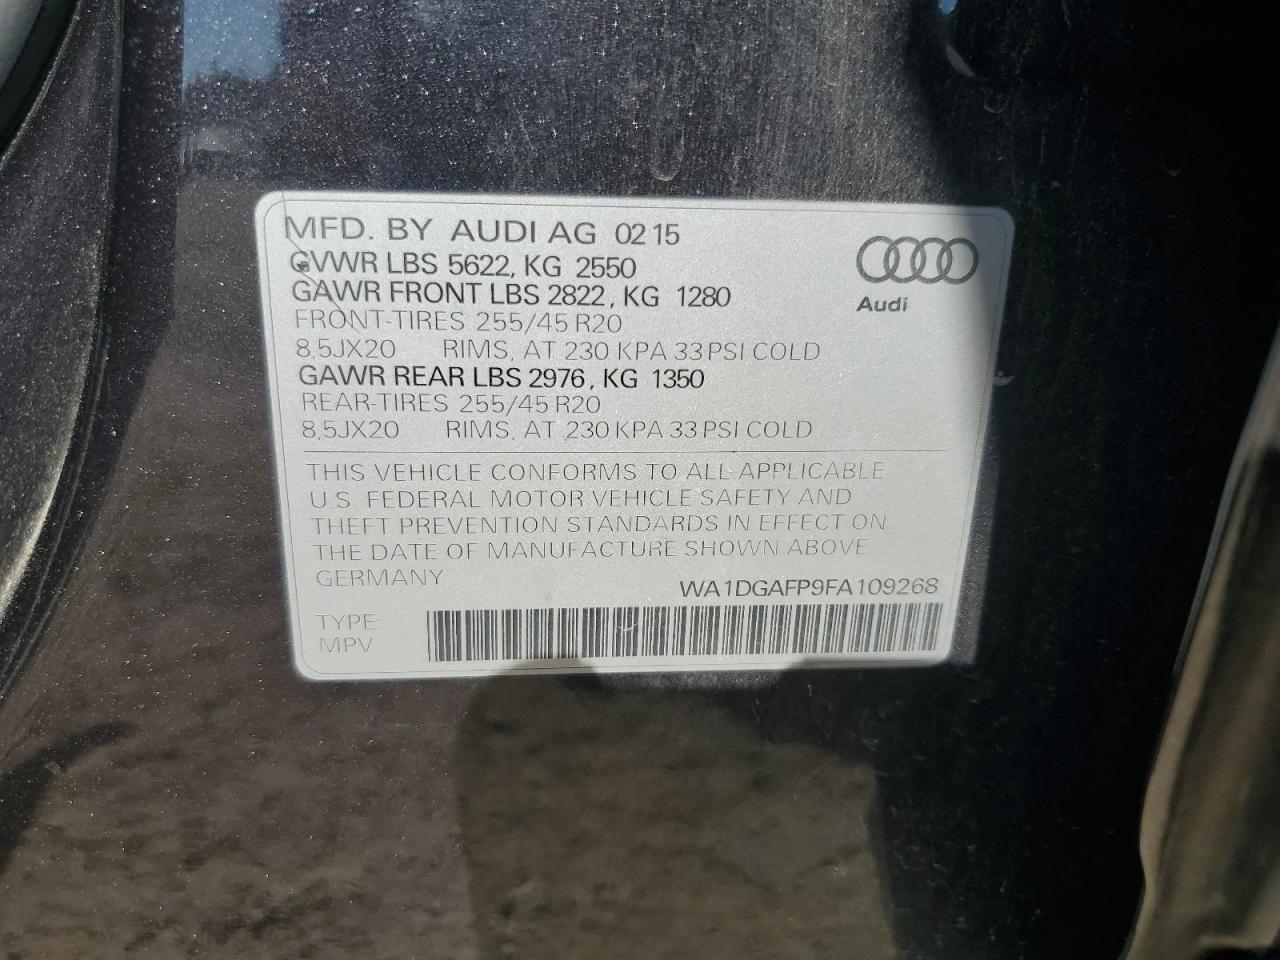 MFD. BY AUDI AG 02 15
GVWR LBS 5622, KG 2550
GAWR FRONT LBS 2822, KG 1280
FRONT-TIRES 255/45 R20
8,5JX20 RIMS, AT 230 KPA 33 PSI COLD
GAWR REAR LBS 2976, KG 1350
REAR-TIRES 255/45 R20
8,5JX20 RIMS, AT 230 KPA 33 PSI COLD
Audi
THIS VEHICLE CONFORMS TO ALL APPLICABLE
U.S. FEDERAL MOTOR VEHICLE SAFETY AND
THEFT PREVENTION STANDARDS IN EFFECT ON
THE DATE OF MANUFACTURE SHOWN ABOVE
GERMANY
WA1DGAFP9FA109268
TYPE:
MPV